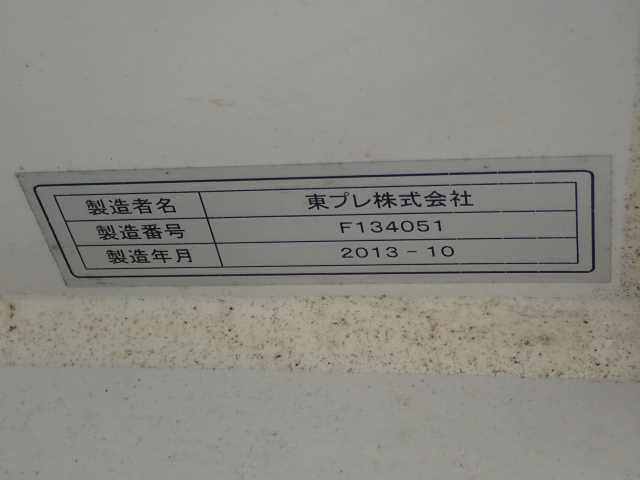 製造者名 東プレ株式会社
製造番号 F134051
製造年月 2013-10